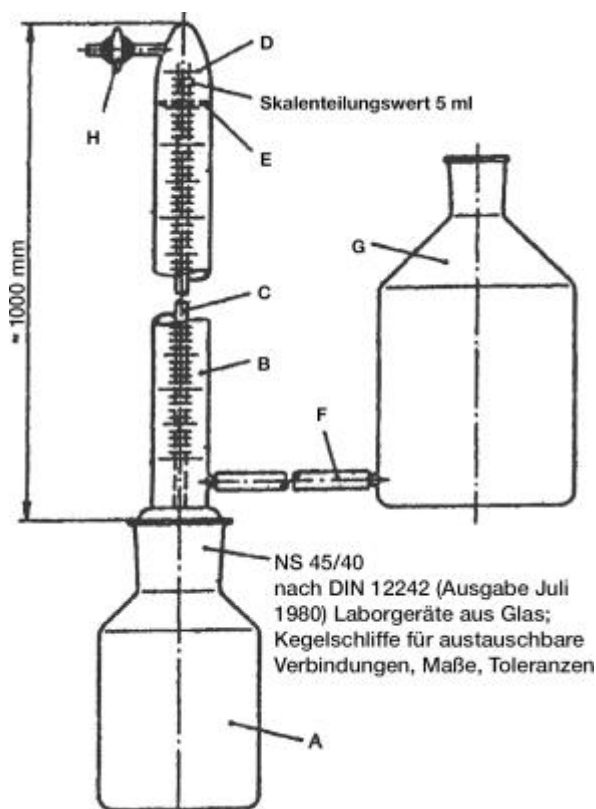 D
Skalenteilungswert 5 ml
H
E
G
≈ 1000 mm
C
B
F
NS 45/40
nach DIN 12242 (Ausgabe Juli
1980) Laborgeräte aus Glas;
Kegelschliffe für austauschbare
Verbindungen, Maße, Toleranzen
A